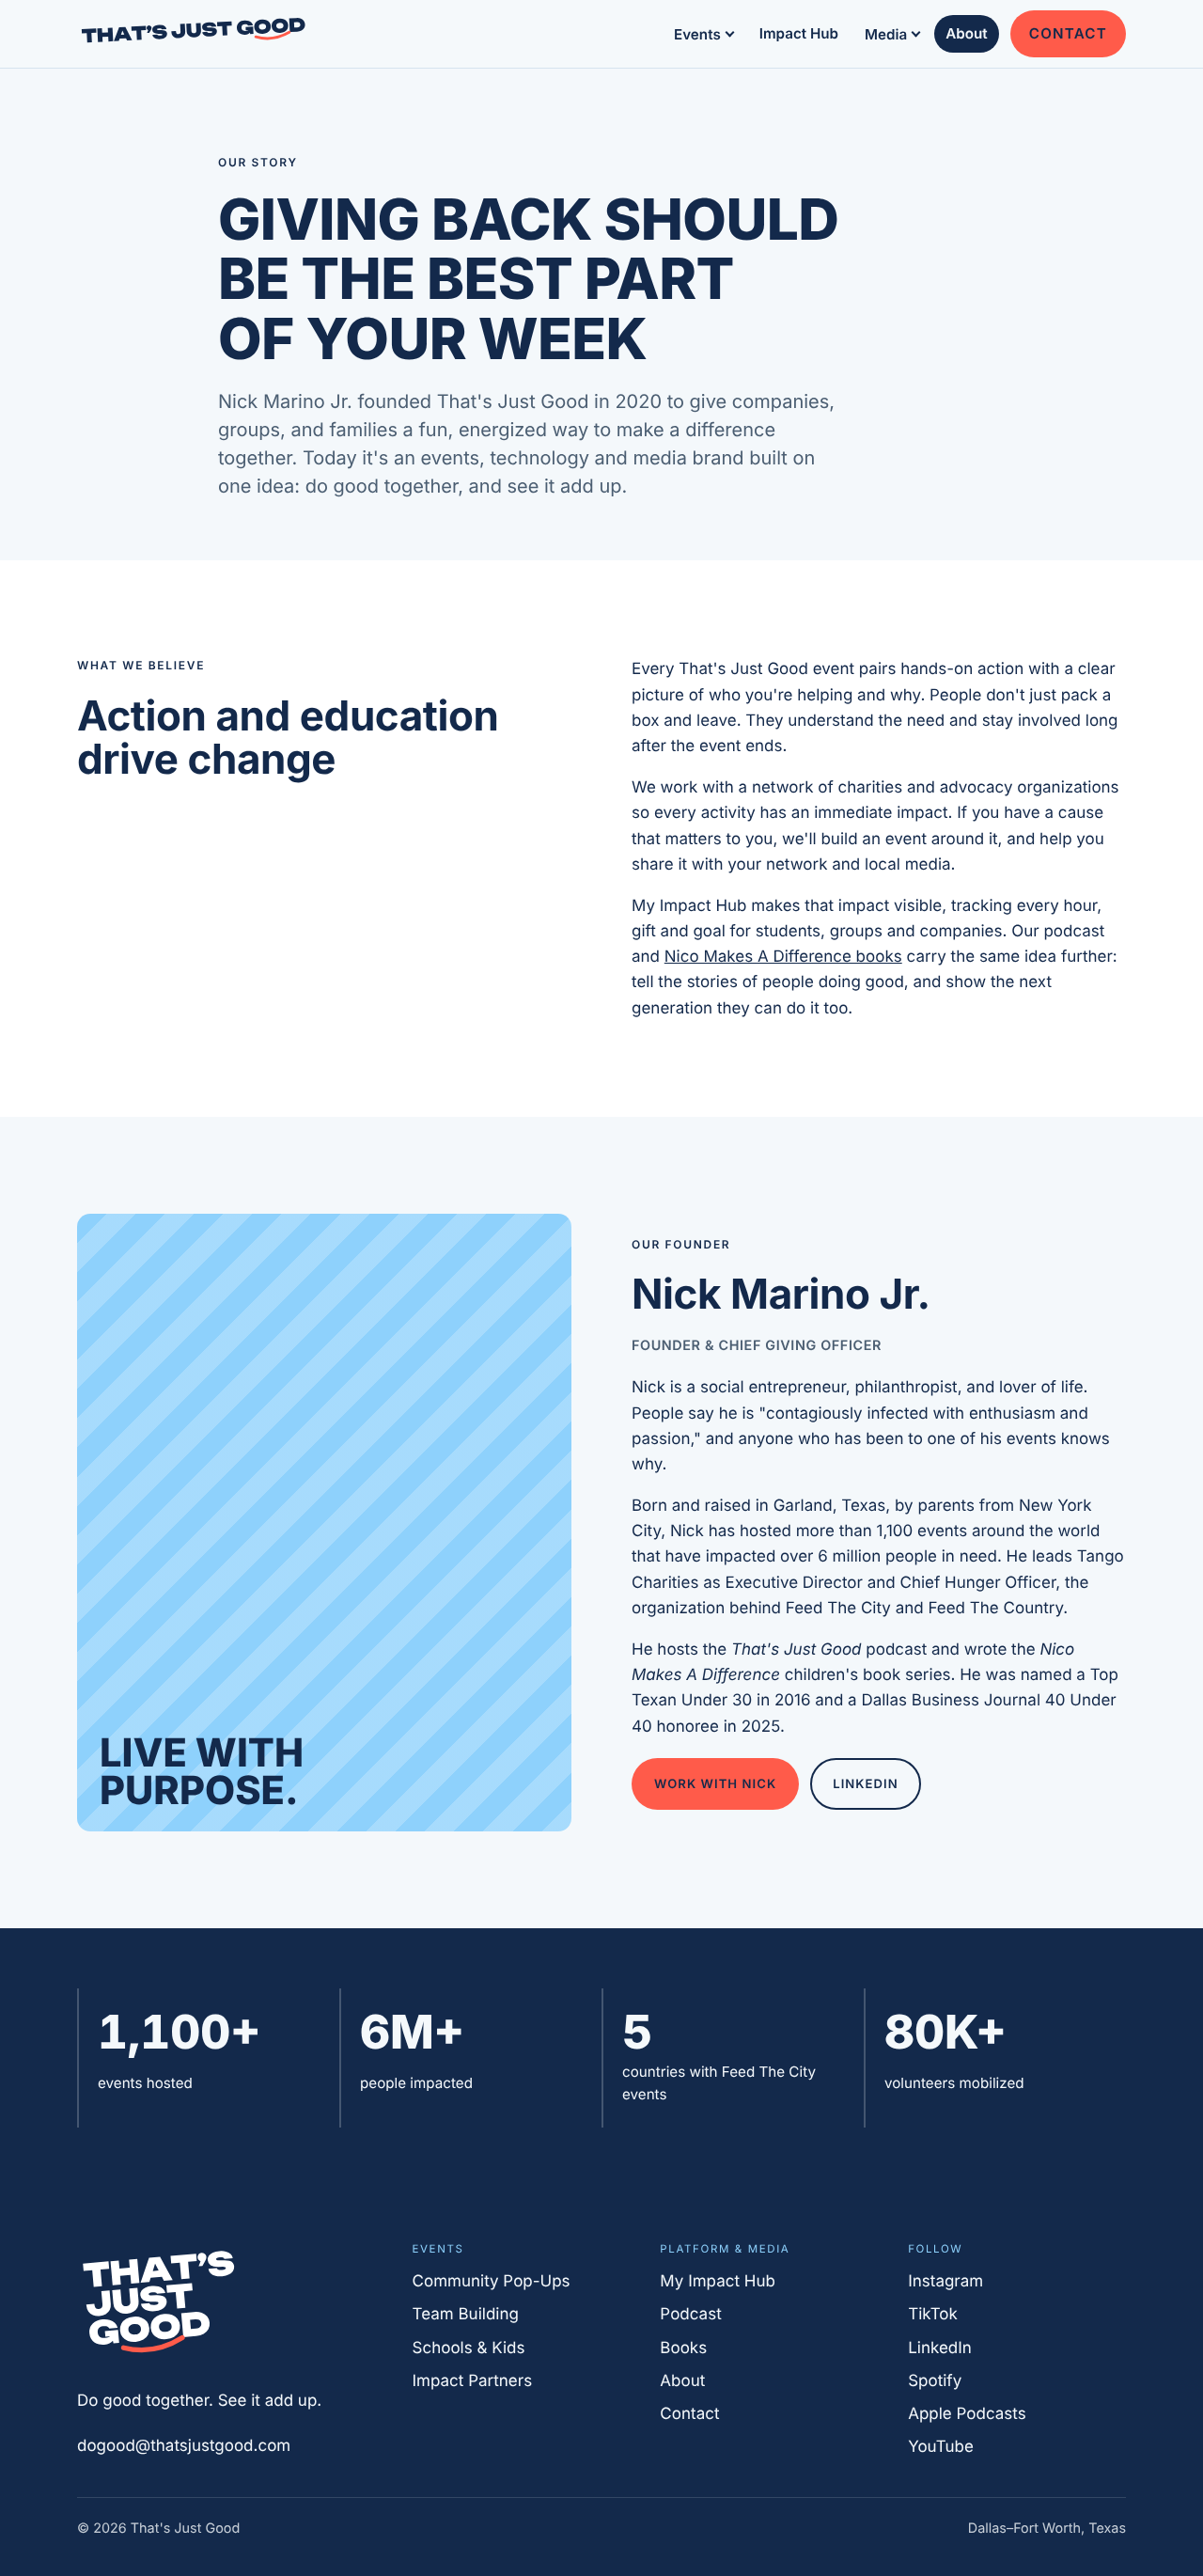 THAT'S JUST GOOD
Events
Impact Hub
Media
About
CONTACT
OUR STORY
GIVING BACK SHOULD
BE THE BEST PART
OF YOUR WEEK
Nick Marino Jr. founded That's Just Good in 2020 to give companies,
groups, and families a fun, energized way to make a difference
together. Today it's an events, technology and media brand built on
one idea: do good together, and see it add up.
WHAT WE BELIEVE
Action and education
drive change
Every That's Just Good event pairs hands-on action with a clear
picture of who you're helping and why. People don't just pack a
box and leave. They understand the need and stay involved long
after the event ends.
We work with a network of charities and advocacy organizations
so every activity has an immediate impact. If you have a cause
that matters to you, we'll build an event around it, and help you
share it with your network and local media.
My Impact Hub makes that impact visible, tracking every hour,
gift and goal for students, groups and companies. Our podcast
and Nico Makes A Difference books carry the same idea further:
tell the stories of people doing good, and show the next
generation they can do it too.
LIVE WITH
PURPOSE.
OUR FOUNDER
Nick Marino Jr.
FOUNDER & CHIEF GIVING OFFICER
Nick is a social entrepreneur, philanthropist, and lover of life.
People say he is "contagiously infected with enthusiasm and
passion," and anyone who has been to one of his events knows
why.
Born and raised in Garland, Texas, by parents from New York
City, Nick has hosted more than 1,100 events around the world
that have impacted over 6 million people in need. He leads Tango
Charities as Executive Director and Chief Hunger Officer, the
organization behind Feed The City and Feed The Country.
He hosts the That's Just Good podcast and wrote the Nico
Makes A Difference children's book series. He was named a Top
Texan Under 30 in 2016 and a Dallas Business Journal 40 Under
40 honoree in 2025.
WORK WITH NICK
LINKEDIN
1,100+
events hosted
6M+
people impacted
5
countries with Feed The City
events
80K+
volunteers mobilized
THAT'S
JUST
GOOD
Do good together. See it add up.
dogood@thatsjustgood.com
EVENTS
Community Pop-Ups
Team Building
Schools & Kids
Impact Partners
PLATFORM & MEDIA
My Impact Hub
Podcast
Books
About
Contact
FOLLOW
Instagram
TikTok
LinkedIn
Spotify
Apple Podcasts
YouTube
© 2026 That's Just Good
Dallas–Fort Worth, Texas